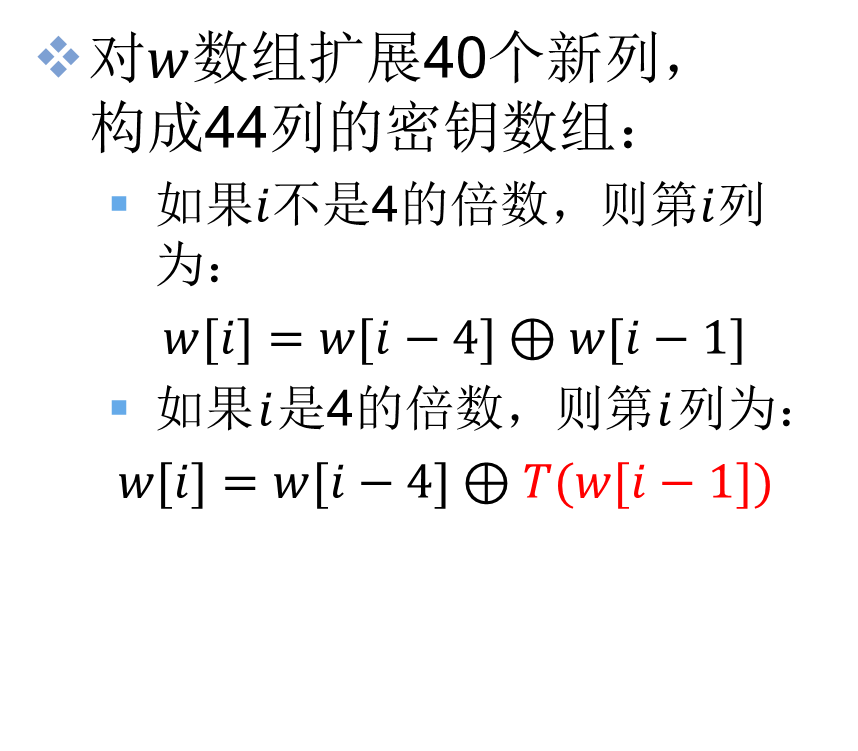 对𝑤数组扩展40个新列，
构成44列的密钥数组：
如果𝑖不是4的倍数，则第𝑖列
为：
𝑤[𝑖] = 𝑤[𝑖 − 4] ⊕ 𝑤[𝑖 − 1]
如果𝑖是4的倍数，则第𝑖列为：
𝑤[𝑖] = 𝑤[𝑖 − 4] ⊕ 𝑇(𝑤[𝑖 − 1])